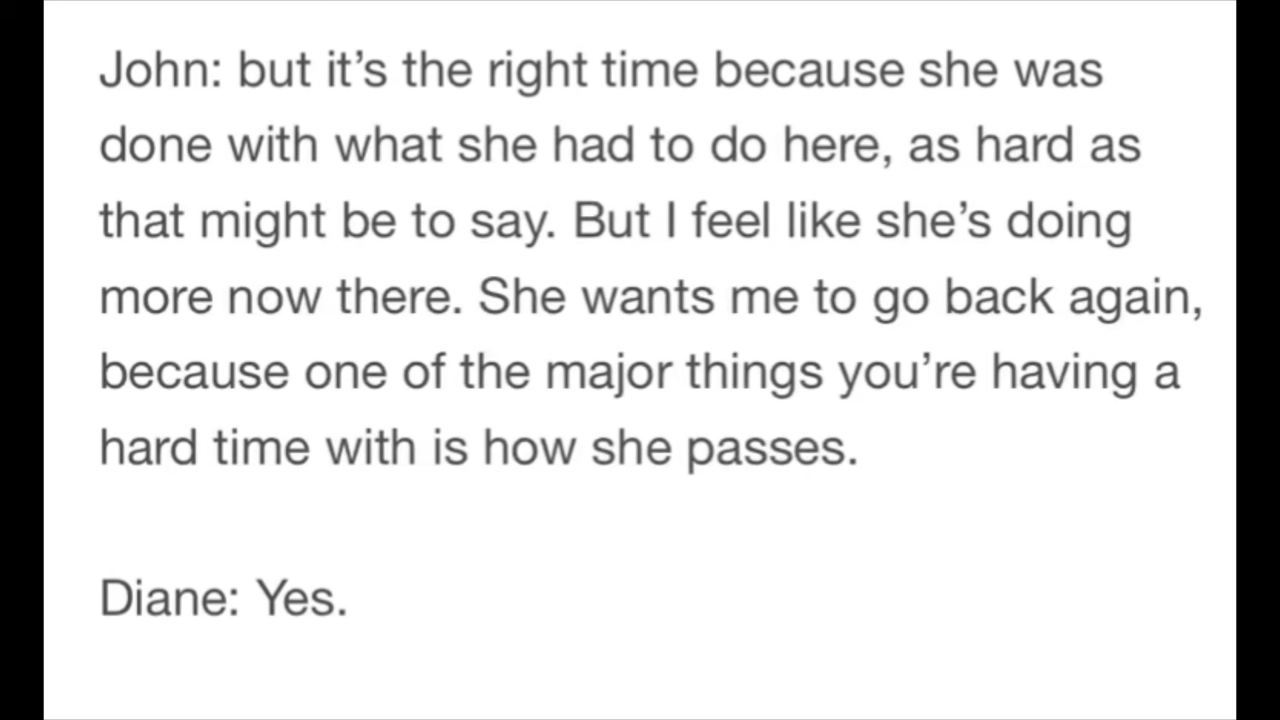 John: but it’s the right time because she was
done with what she had to do here, as hard as
that might be to say. But I feel like she’s doing
more now there. She wants me to go back again,
because one of the major things you’re having a
hard time with is how she passes.
Diane: Yes.